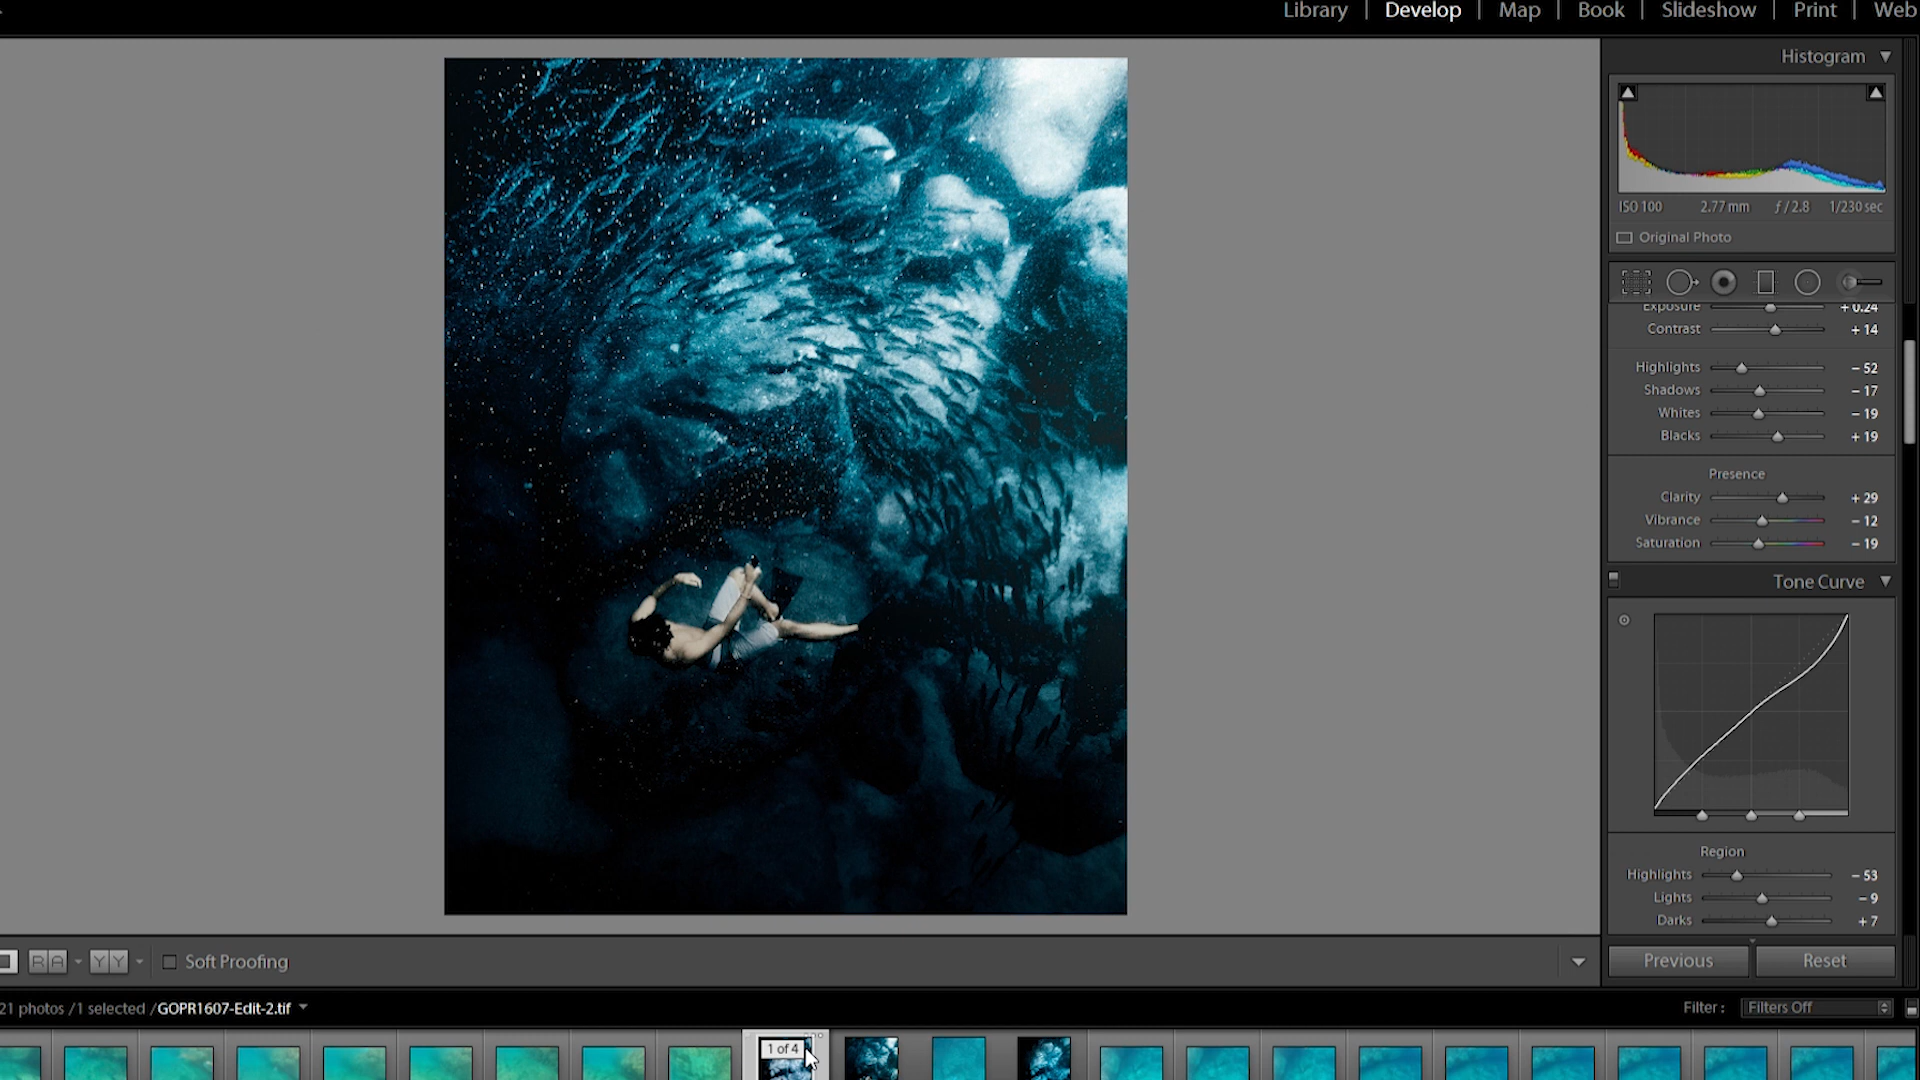 Library | Develop | Map | Book | Slideshow | Print | Web
Histogram
ISO 100 2.77 mm ƒ / 2.8 1/230 sec
Original Photo
Exposure + 0.24
Contrast + 14
Highlights − 52
Shadows − 17
Whites − 19
Blacks + 19
Presence
Clarity + 29
Vibrance − 12
Saturation − 19
Tone Curve
Region
Highlights − 53
Lights − 9
Darks + 7
R A Y Y Soft Proofing
Previous Reset
21 photos / 1 selected / GOPR1607-Edit-2.tif
Filter : Filters Off
1 of 4